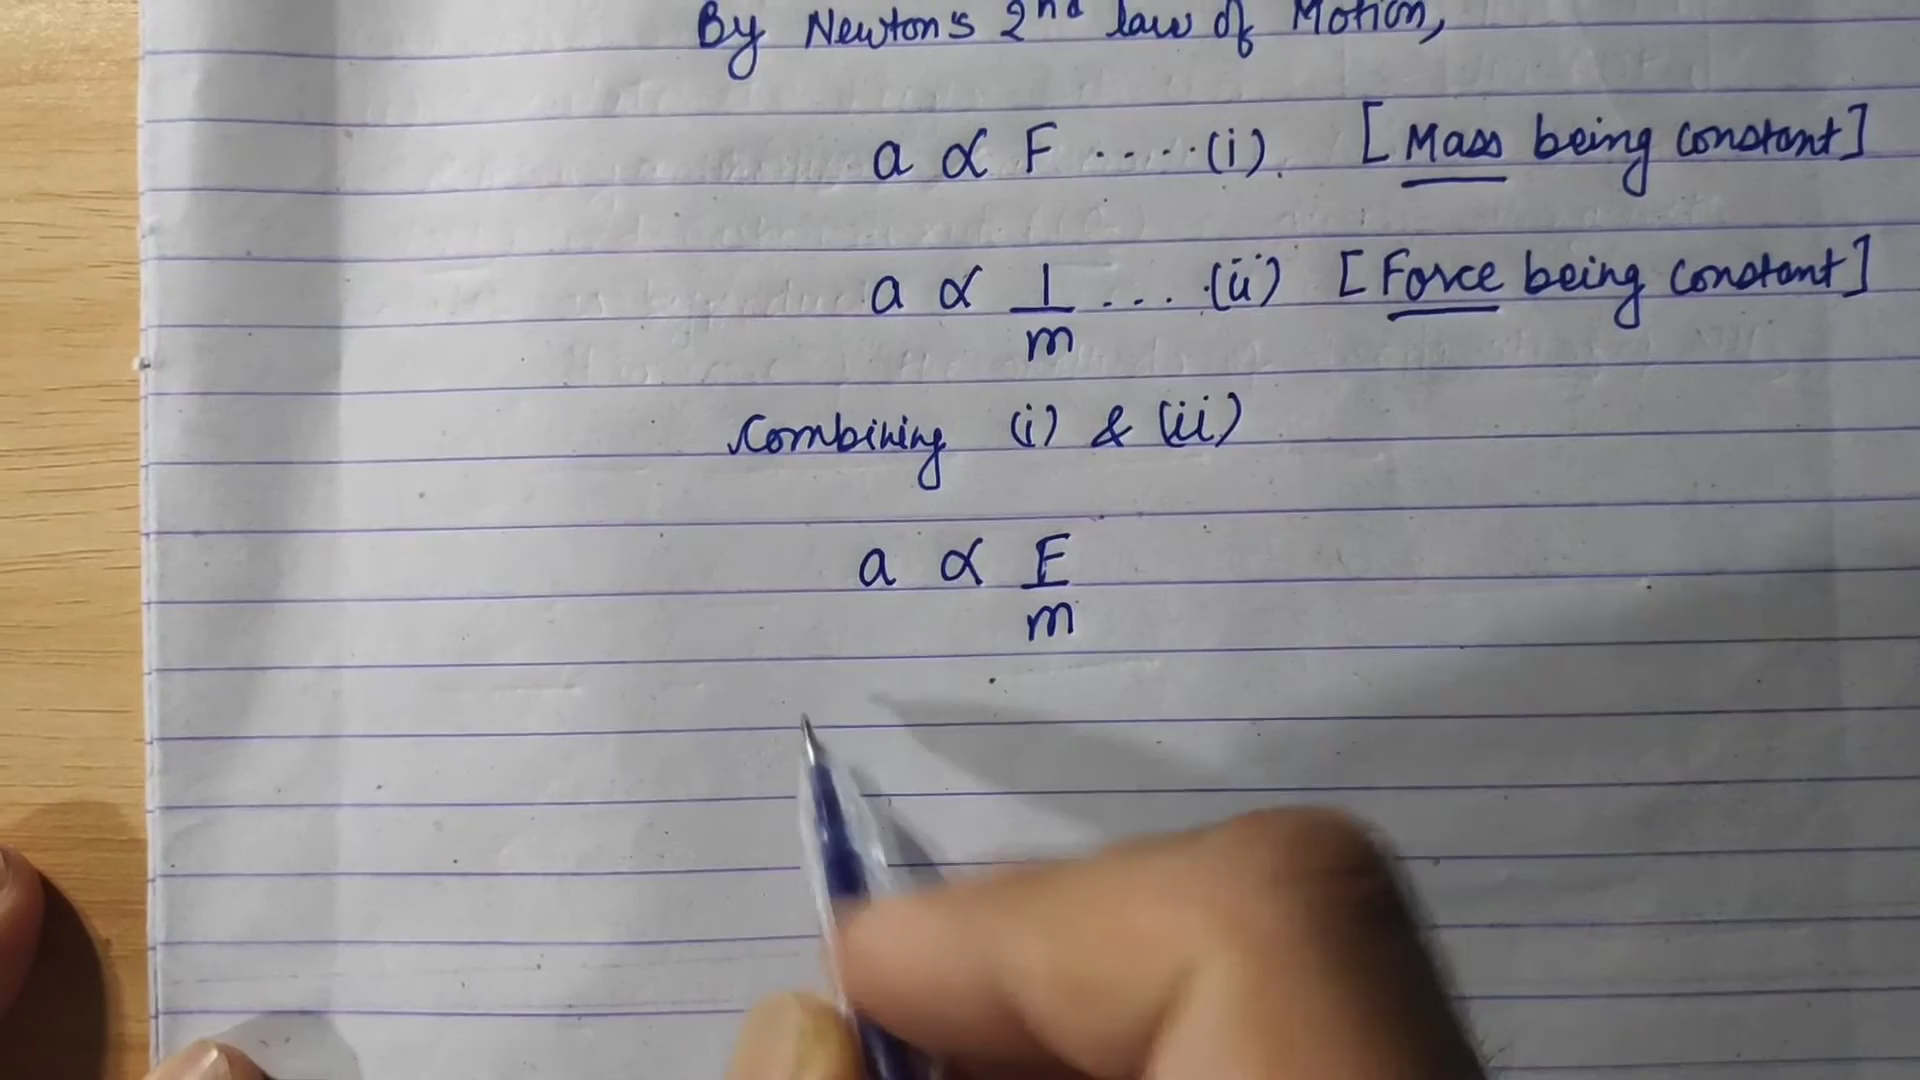 By Newton's 2nd law of Motion,
a ∝ F ....(i). [Mass being constant]
a ∝ 1/m ....(ii) [Force being constant]
Combining (i) & (ii)
a ∝ F/m